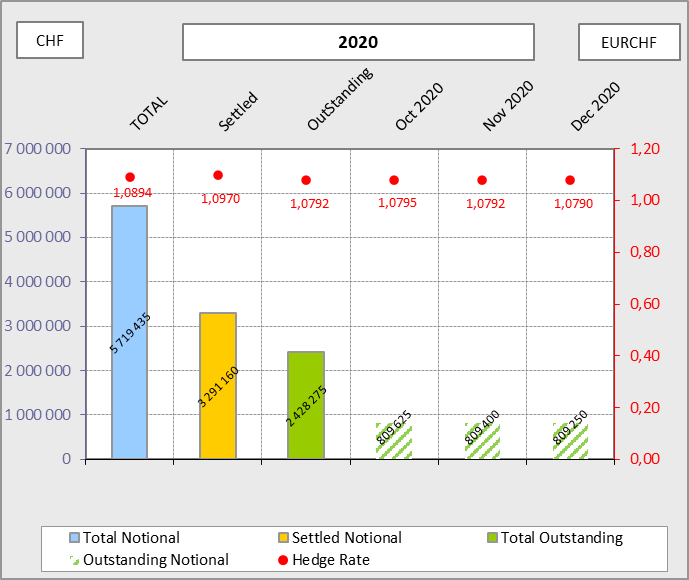 CHF
2020
EURCHF
TOTAL
Settled
OutStanding
Oct 2020
Nov 2020
Dec 2020
7 000 000
6 000 000
5 000 000
4 000 000
3 000 000
2 000 000
1 000 000
0
1,0894
1,0970
1,0792
1,0795
1,0792
1,0790
5 719 435
3 291 160
2 428 275
809 625
809 400
809 250
1,20
1,00
0,80
0,60
0,40
0,20
0,00
Total Notional
Settled Notional
Total Outstanding
Outstanding Notional
Hedge Rate